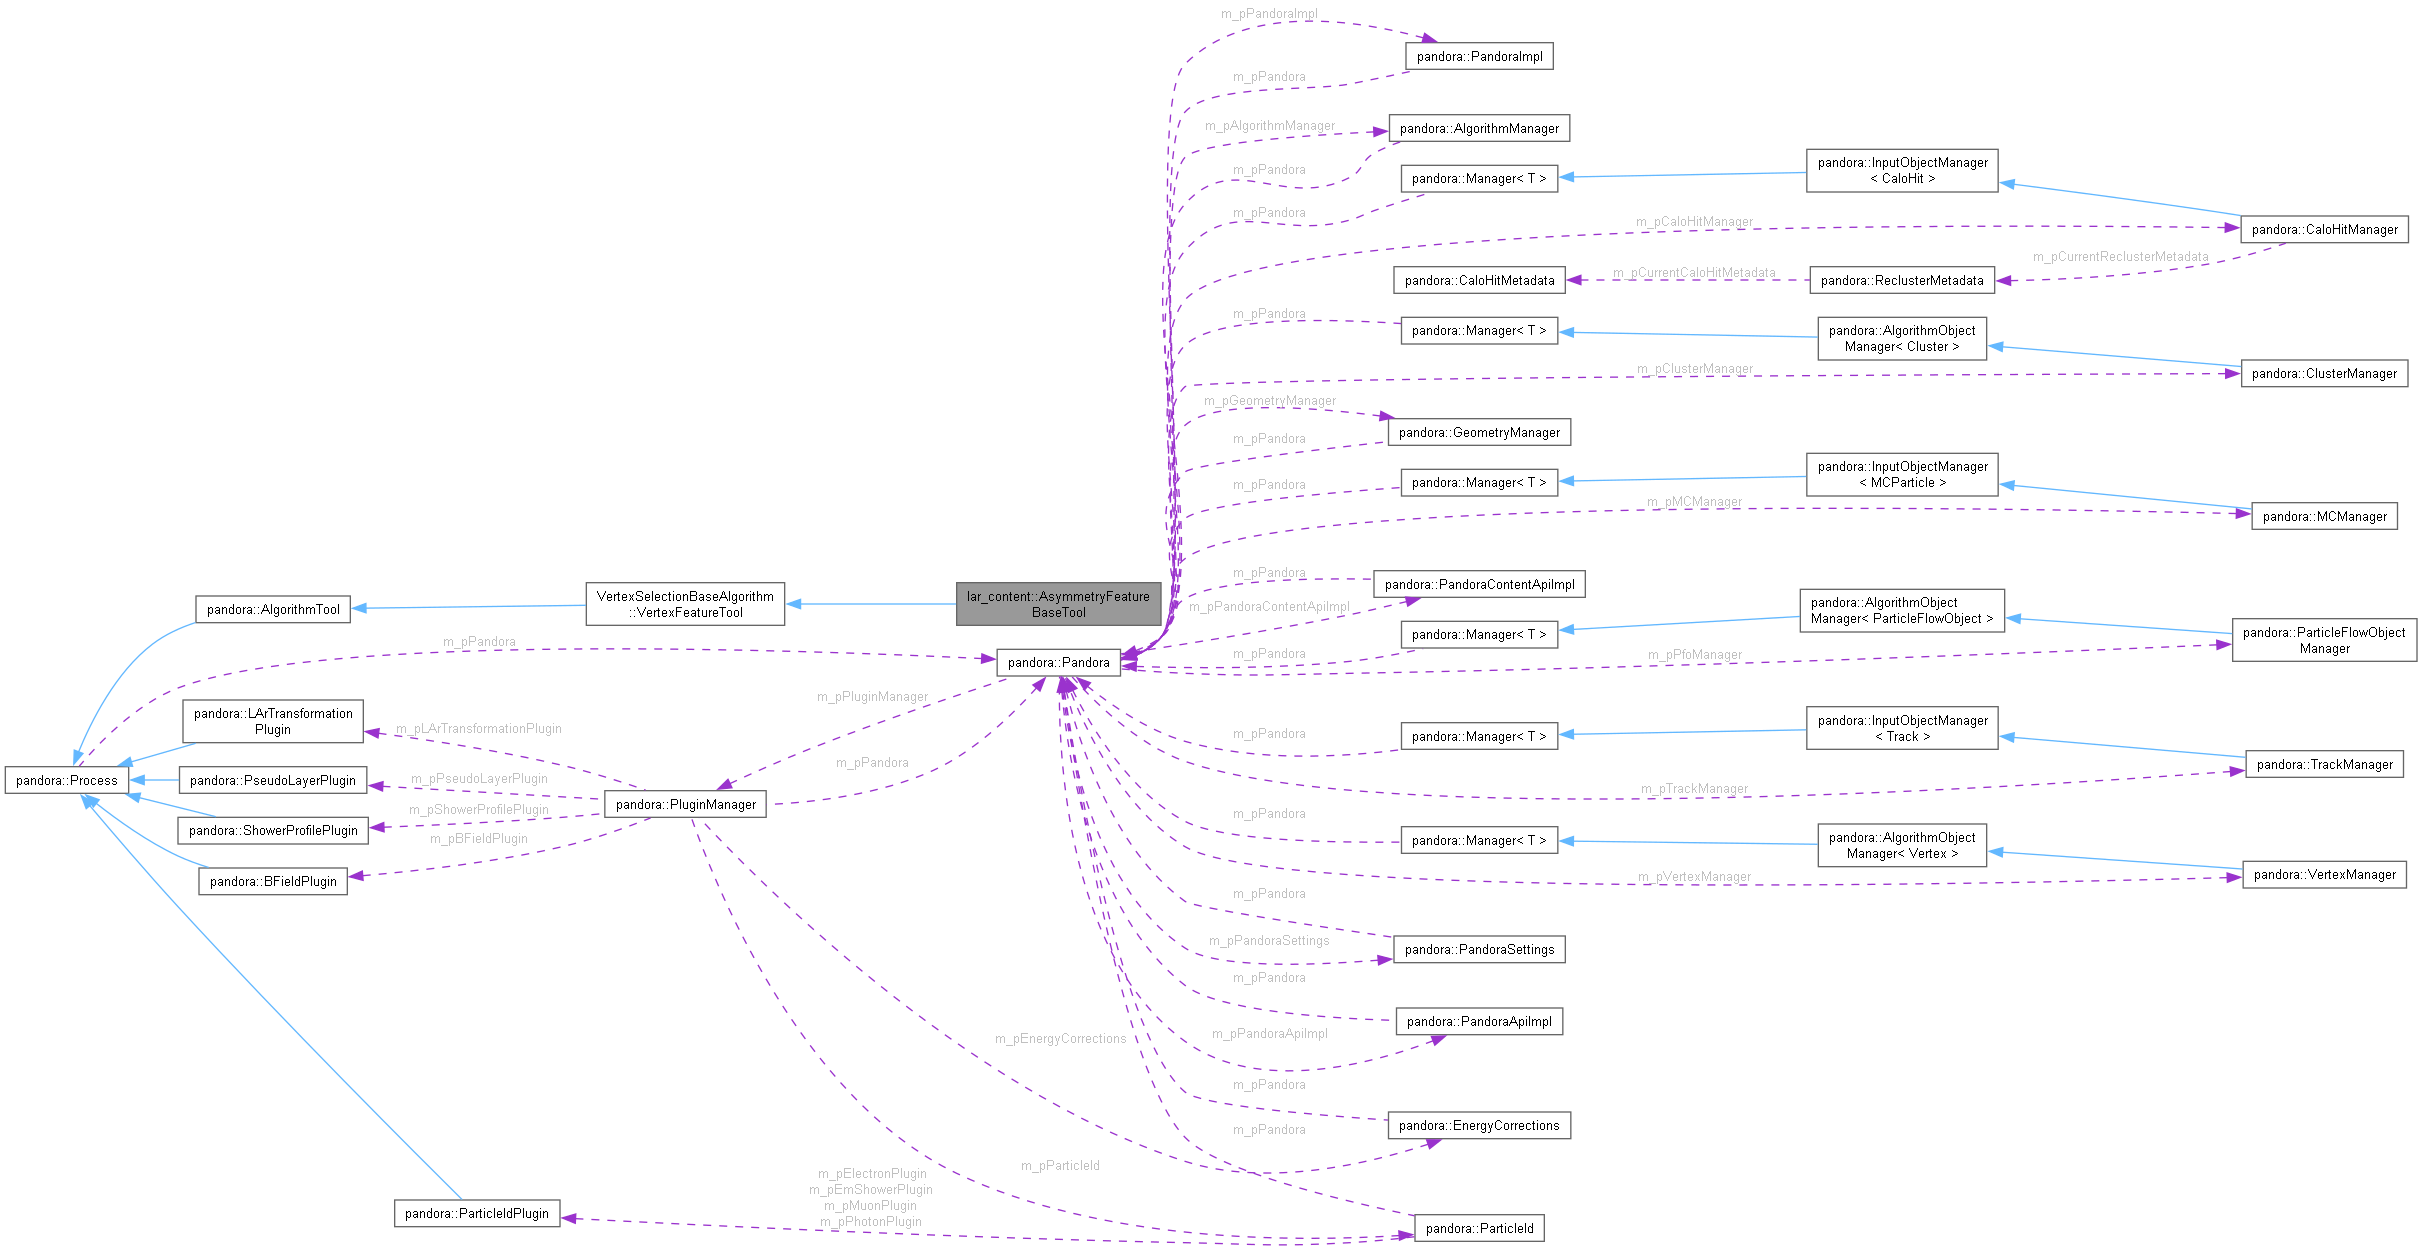 m_pPandoraImpl
pandora::PandoraImpl
m_pPandora
m_pAlgorithmManager
pandora::AlgorithmManager
m_pPandora
pandora::Manager< T >
pandora::InputObjectManager
< CaloHit >
m_pPandora
m_pCaloHitManager
pandora::CaloHitManager
m_pCurrentReclusterMetadata
pandora::CaloHitMetadata
m_pCurrentCaloHitMetadata
pandora::ReclusterMetadata
m_pPandora
pandora::Manager< T >
pandora::AlgorithmObject
Manager< Cluster >
m_pClusterManager
pandora::ClusterManager
m_pGeometryManager
pandora::GeometryManager
m_pPandora
pandora::Manager< T >
pandora::InputObjectManager
< MCParticle >
m_pPandora
m_pMCManager
pandora::MCManager
m_pPandora
pandora::PandoraContentApiImpl
m_pPandoraContentApiImpl
pandora::AlgorithmTool
VertexSelectionBaseAlgorithm
::VertexFeatureTool
lar_content::AsymmetryFeature
BaseTool
pandora::Manager< T >
pandora::AlgorithmObject
Manager< ParticleFlowObject >
pandora::ParticleFlowObject
Manager
m_pPandora
pandora::Pandora
m_pPandora
m_pPfoManager
m_pPluginManager
pandora::LArTransformation
Plugin
m_pLArTransformationPlugin
m_pPandora
pandora::Manager< T >
pandora::InputObjectManager
< Track >
pandora::TrackManager
m_pTrackManager
pandora::Process
pandora::PseudoLayerPlugin
m_pPseudoLayerPlugin
m_pPandora
pandora::PluginManager
m_pShowerProfilePlugin
pandora::ShowerProfilePlugin
m_pBFieldPlugin
pandora::BFieldPlugin
m_pPandora
pandora::Manager< T >
pandora::AlgorithmObject
Manager< Vertex >
m_pVertexManager
pandora::VertexManager
m_pPandora
m_pPandoraSettings
pandora::PandoraSettings
m_pPandora
pandora::PandoraApiImpl
m_pPandoraApiImpl
m_pEnergyCorrections
m_pPandora
pandora::EnergyCorrections
m_pPandora
m_pParticleId
m_pElectronPlugin
m_pEmShowerPlugin
m_pMuonPlugin
m_pPhotonPlugin
pandora::ParticleIdPlugin
pandora::ParticleId